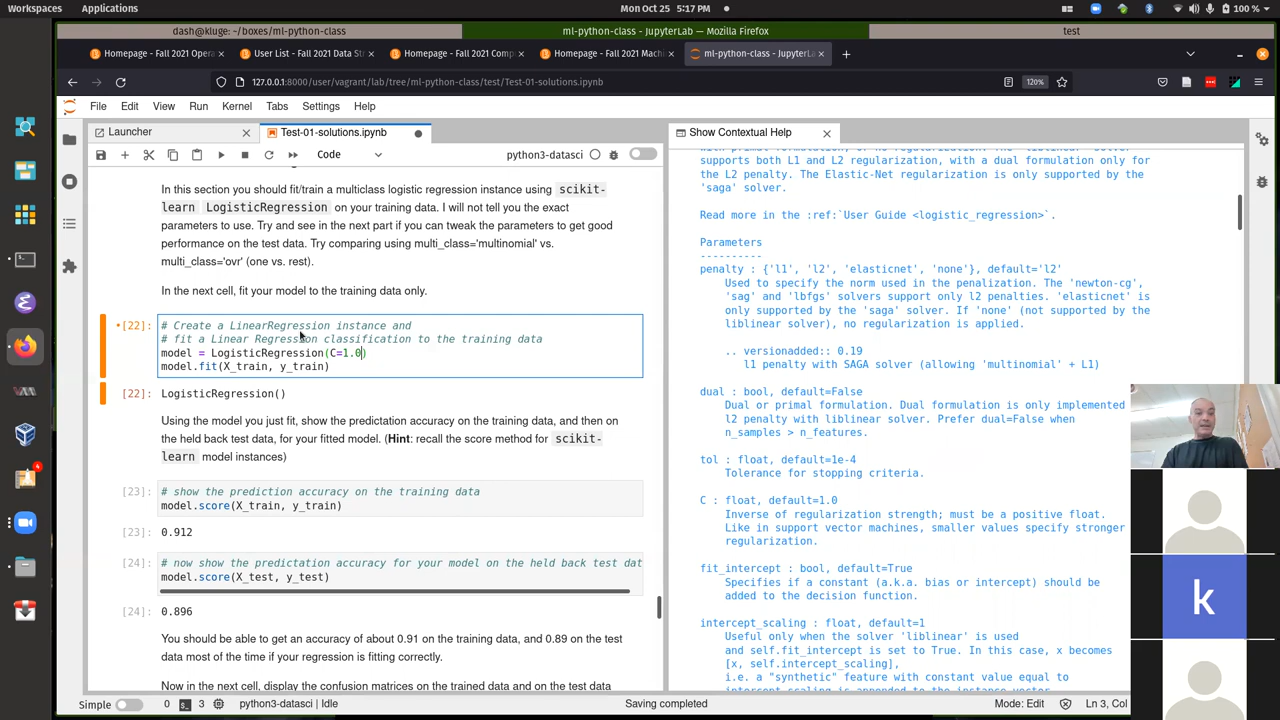 Workspaces Applications Mon Oct 25 5:17 PM 100 %
dash@kluge: ~/boxes/ml-python-class ml-python-class - JupyterLab — Mozilla Firefox test
Homepage - Fall 2021 Opera User List - Fall 2021 Data St Homepage - Fall 2021 Comp Homepage - Fall 2021 Machi ml-python-class - JupyterL
127.0.0.1:8000/user/vagrant/lab/tree/ml-python-class/test/Test-01-solutions.ipynb 120%
File Edit View Run Kernel Tabs Settings Help
Launcher Test-01-solutions.ipynb Show Contextual Help
Code python3-datasci
In this section you should fit/train a multiclass logistic regression instance using scikit-
learn LogisticRegression on your training data. I will not tell you the exact
parameters to use. Try and see in the next part if you can tweak the parameters to get good
performance on the test data. Try comparing using multi_class='multinomial' vs.
multi_class='ovr' (one vs. rest).
In the next cell, fit your model to the training data only.
[22]: # Create a LinearRegression instance and
# fit a Linear Regression classification to the training data
model = LogisticRegression(C=1.0)
model.fit(X_train, y_train)
[22]: LogisticRegression()
Using the model you just fit, show the predictation accuracy on the training data, and then on
the held back test data, for your fitted model. (Hint: recall the score method for scikit-
learn model instances)
[23]: # show the prediction accuracy on the training data
model.score(X_train, y_train)
[23]: 0.912
[24]: # now show the predictation accuracy for your model on the held back test dat
model.score(X_test, y_test)
[24]: 0.896
You should be able to get an accuracy of about 0.91 on the training data, and 0.89 on the test
data most of the time if your regression is fitting correctly.
Now in the next cell, display the confusion matrices on the trained data and on the test data
supports both L1 and L2 regularization, with a dual formulation only for
the L2 penalty. The Elastic-Net regularization is only supported by the
'saga' solver.
Read more in the :ref:`User Guide <logistic_regression>`.
Parameters
----------
penalty : {'l1', 'l2', 'elasticnet', 'none'}, default='l2'
Used to specify the norm used in the penalization. The 'newton-cg',
'sag' and 'lbfgs' solvers support only l2 penalties. 'elasticnet' is
only supported by the 'saga' solver. If 'none' (not supported by the
liblinear solver), no regularization is applied.
.. versionadded:: 0.19
l1 penalty with SAGA solver (allowing 'multinomial' + L1)
dual : bool, default=False
Dual or primal formulation. Dual formulation is only implemented
l2 penalty with liblinear solver. Prefer dual=False when
n_samples > n_features.
tol : float, default=1e-4
Tolerance for stopping criteria.
C : float, default=1.0
Inverse of regularization strength; must be a positive float.
Like in support vector machines, smaller values specify stronger
regularization.
fit_intercept : bool, default=True
Specifies if a constant (a.k.a. bias or intercept) should be
added to the decision function.
intercept_scaling : float, default=1
Useful only when the solver 'liblinear' is used
and self.fit_intercept is set to True. In this case, x becomes
[x, self.intercept_scaling],
i.e. a "synthetic" feature with constant value equal to
k
Simple 0 3 python3-datasci | Idle Saving completed Mode: Edit Ln 3, Col